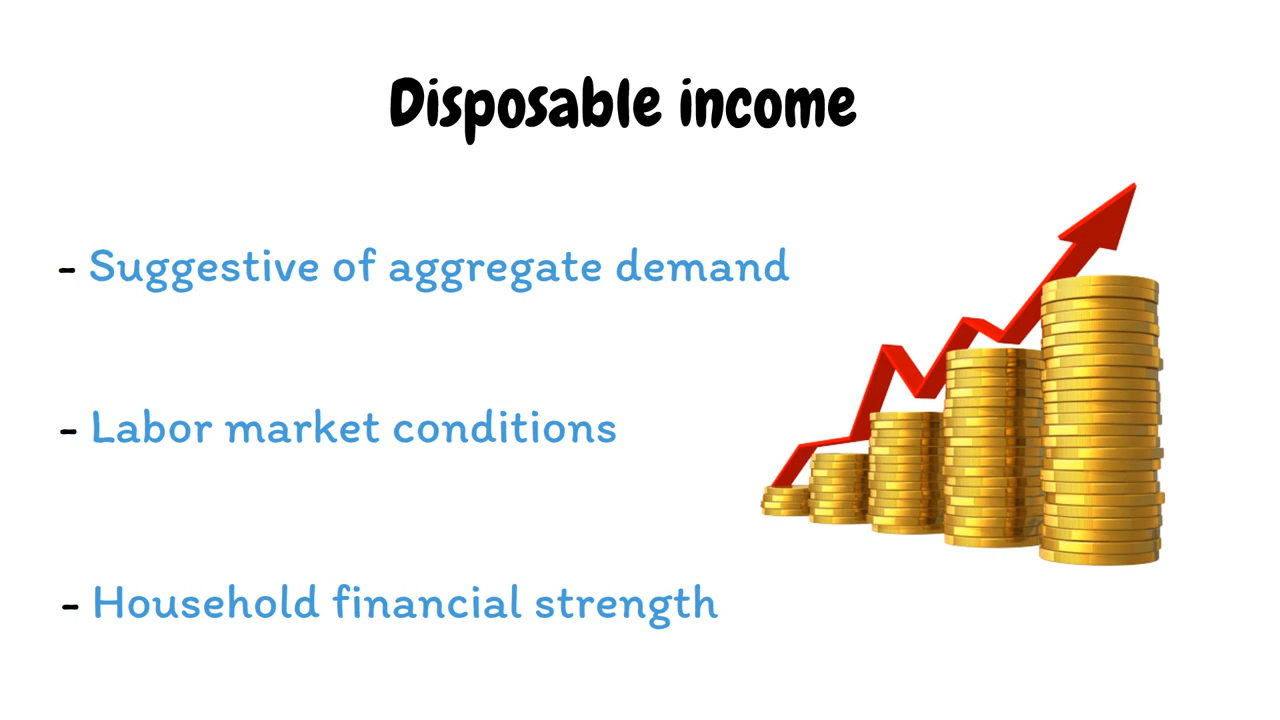 Disposable income
- Suggestive of aggregate demand
- Labor market conditions
- Household financial strength